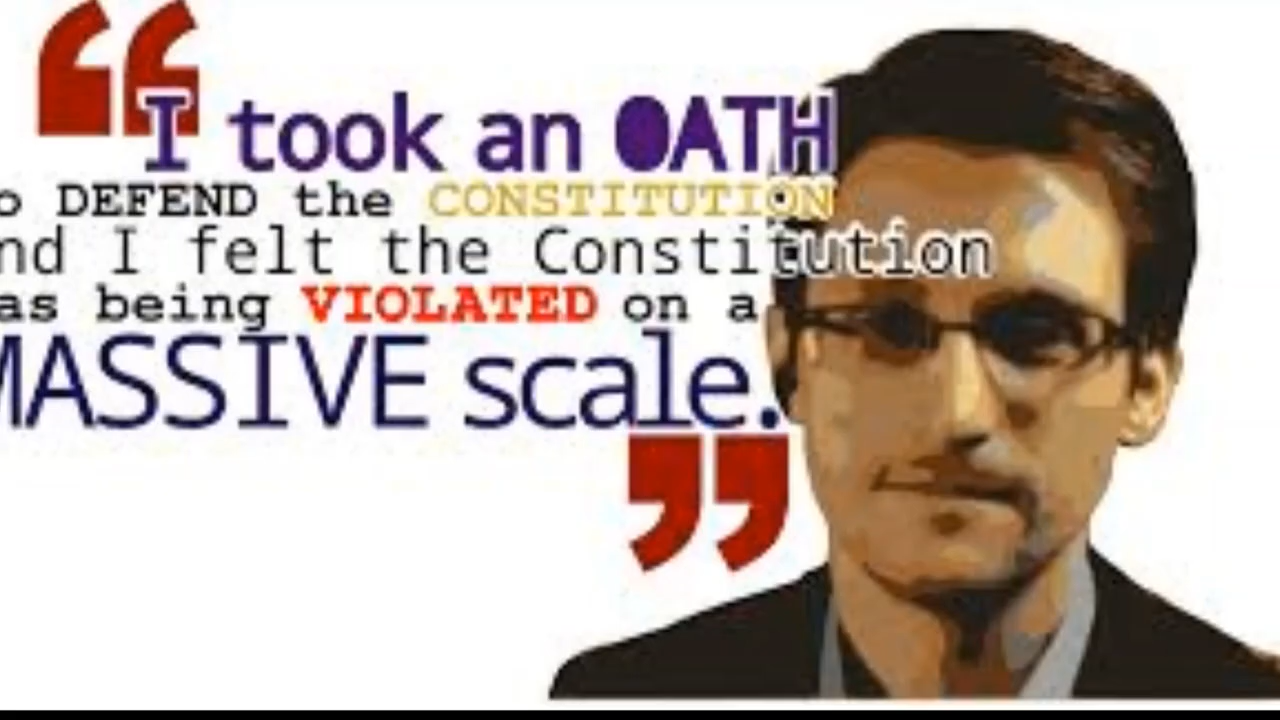 “I took an OATH
o DEFEND the CONSTITUTION
nd I felt the Constitution
as being VIOLATED on a
MASSIVE scale.”